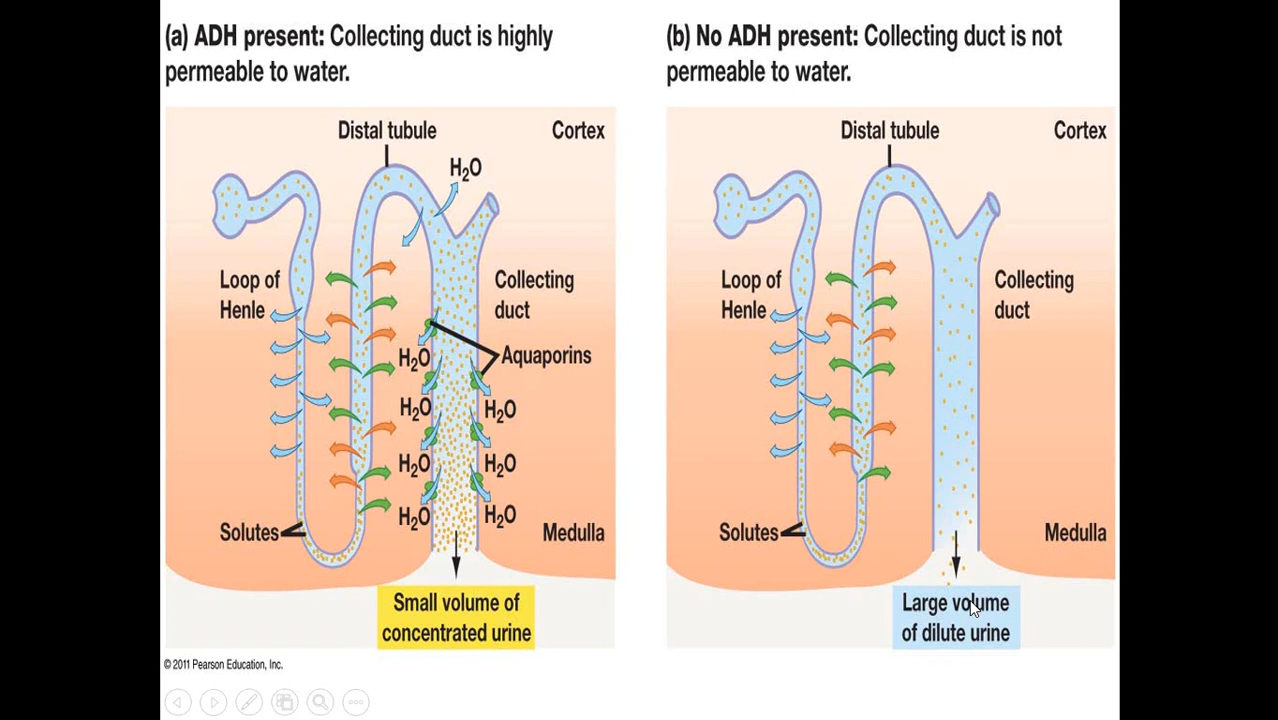 (a) ADH present: Collecting duct is highly
permeable to water.
Distal tubule
Cortex
H₂O
Loop of
Henle
Collecting
duct
Aquaporins
H₂O
H₂O
H₂O
H₂O
H₂O
H₂O
H₂O
Solutes
Medulla
Small volume of
concentrated urine
© 2011 Pearson Education, Inc.
(b) No ADH present: Collecting duct is not
permeable to water.
Distal tubule
Cortex
Loop of
Henle
Collecting
duct
Solutes
Medulla
Large volume
of dilute urine